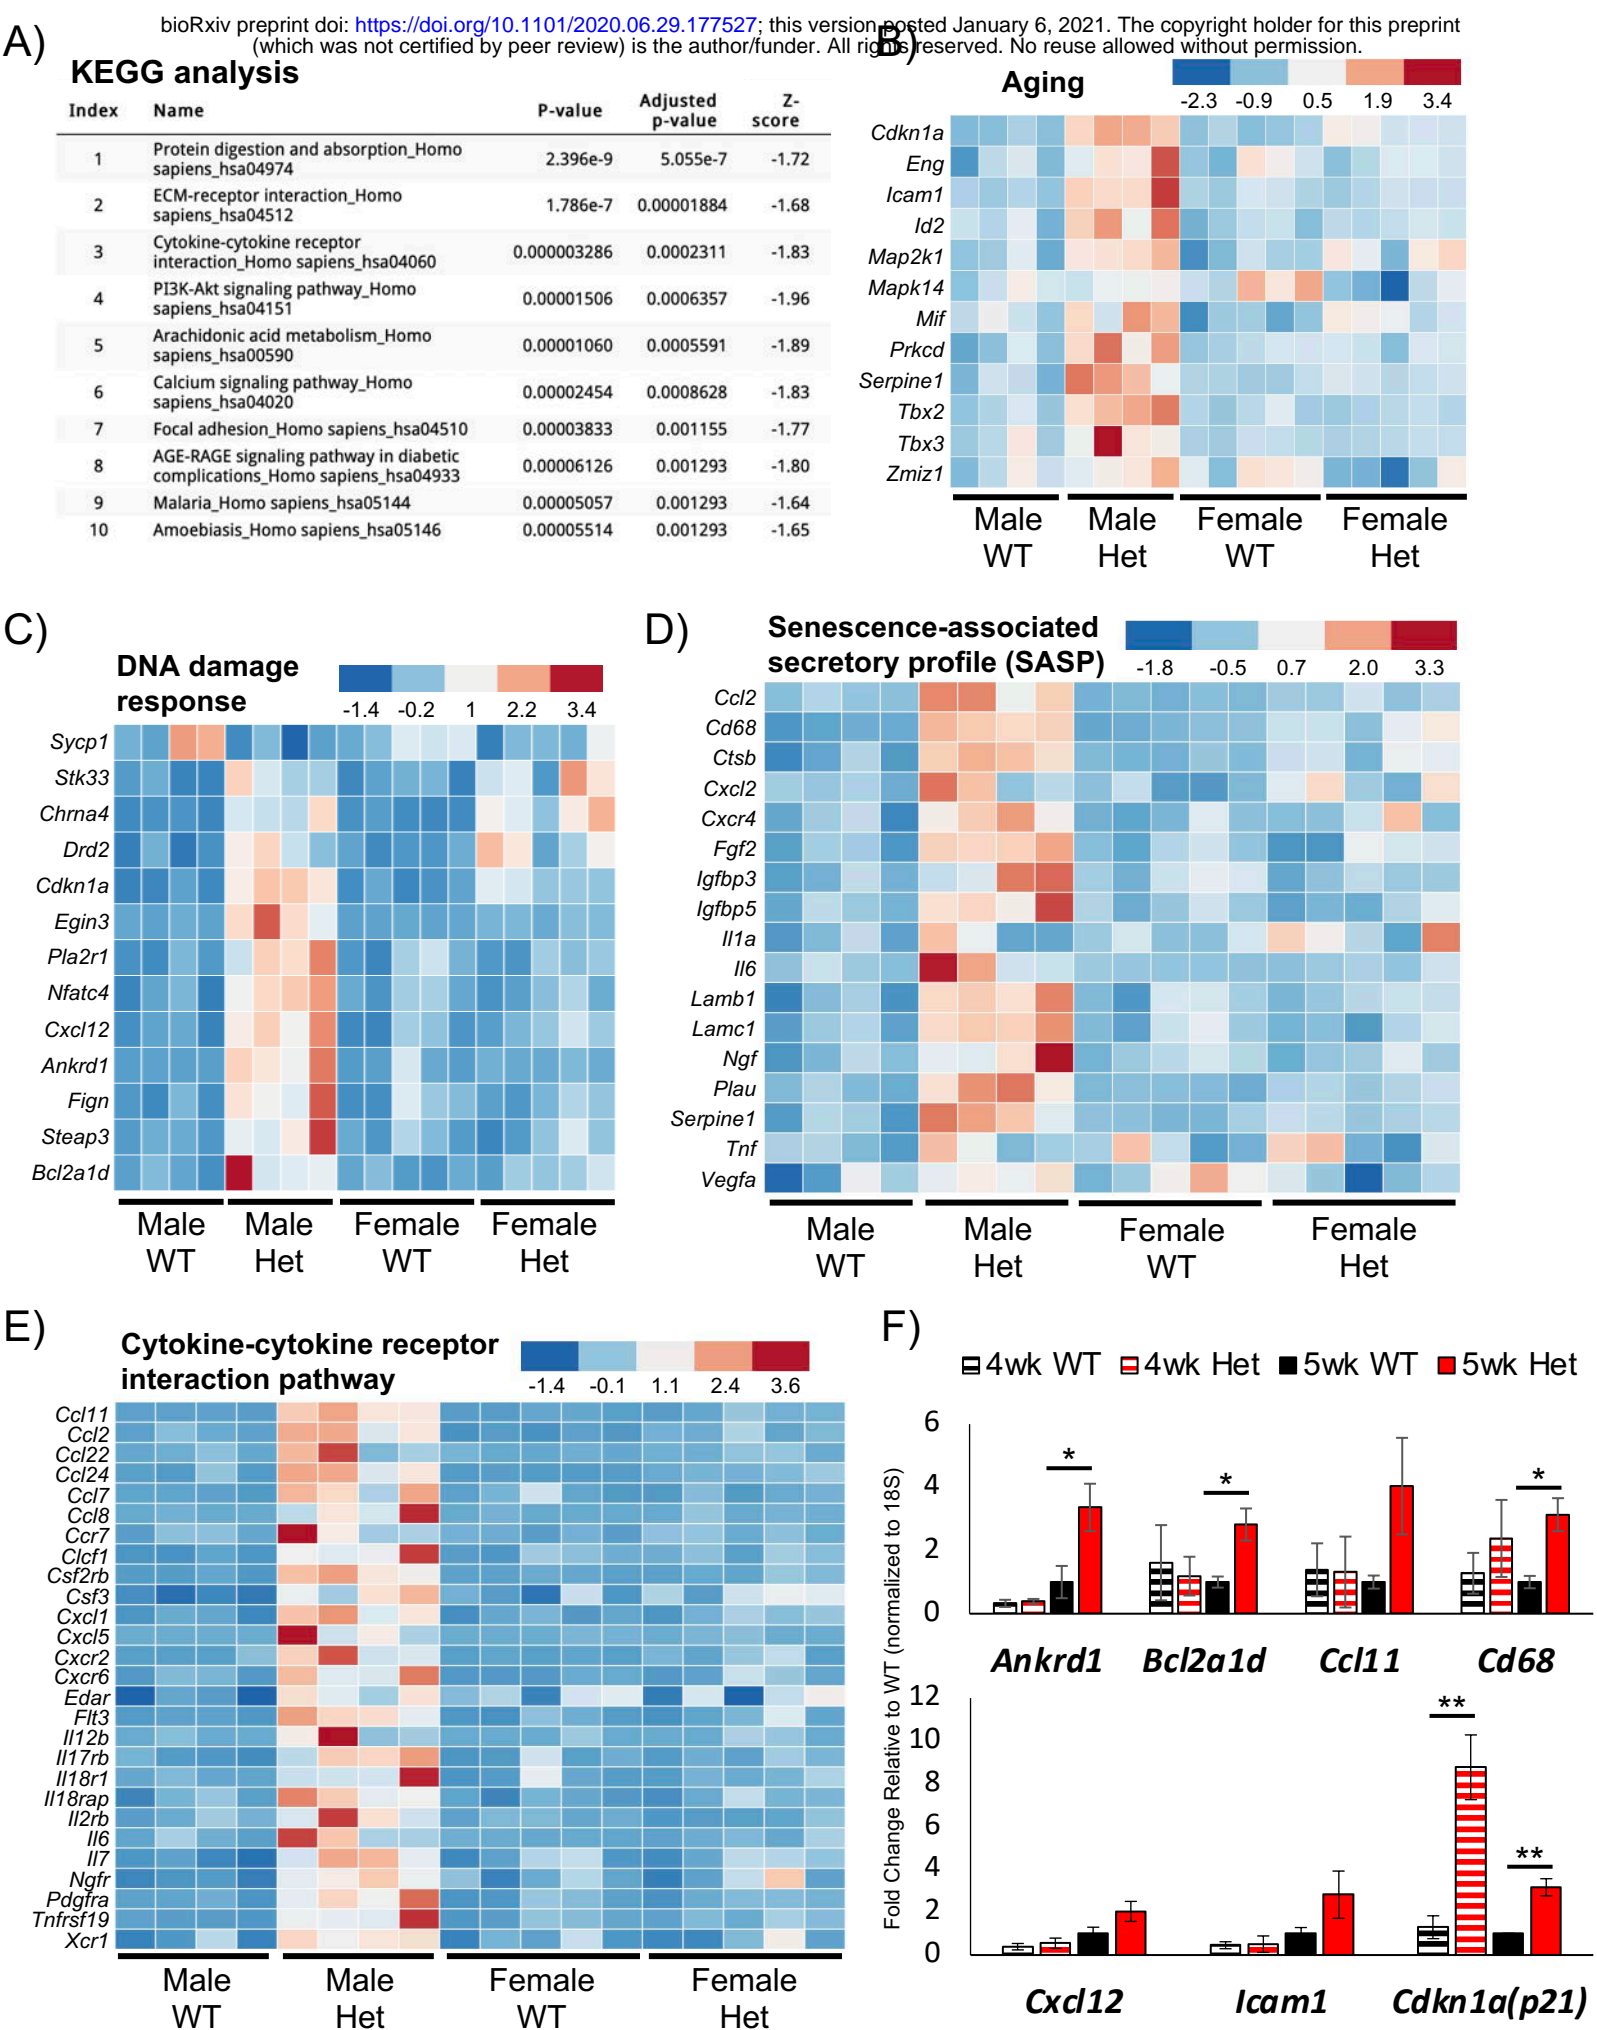 bioRxiv preprint doi: https://doi.org/10.1101/2020.06.29.177527; this version posted January 6, 2021. The copyright holder for this preprint
(which was not certified by peer review) is the author/funder. All rights reserved. No reuse allowed without permission.
A)
KEGG analysis
Index Name P-value Adjusted p-value Z-score
1 Protein digestion and absorption_Homo sapiens_hsa04974 2.396e-9 5.055e-7 -1.72
2 ECM-receptor interaction_Homo sapiens_hsa04512 1.786e-7 0.00001884 -1.68
3 Cytokine-cytokine receptor interaction_Homo sapiens_hsa04060 0.000003286 0.0002311 -1.83
4 PI3K-Akt signaling pathway_Homo sapiens_hsa04151 0.00001506 0.0006357 -1.96
5 Arachidonic acid metabolism_Homo sapiens_hsa00590 0.00001060 0.0005591 -1.89
6 Calcium signaling pathway_Homo sapiens_hsa04020 0.00002454 0.0008628 -1.83
7 Focal adhesion_Homo sapiens_hsa04510 0.00003833 0.001155 -1.77
8 AGE-RAGE signaling pathway in diabetic complications_Homo sapiens_hsa04933 0.00006126 0.001293 -1.80
9 Malaria_Homo sapiens_hsa05144 0.00005057 0.001293 -1.64
10 Amoebiasis_Homo sapiens_hsa05146 0.00005514 0.001293 -1.65
B)
Aging
-2.3 -0.9 0.5 1.9 3.4
Cdkn1a
Eng
Icam1
Id2
Map2k1
Mapk14
Mif
Prkcd
Serpine1
Tbx2
Tbx3
Zmiz1
Male Male Female Female
WT Het WT Het
C)
DNA damage
response
-1.4 -0.2 1 2.2 3.4
Sycp1
Stk33
Chrna4
Drd2
Cdkn1a
Egin3
Pla2r1
Nfatc4
Cxcl12
Ankrd1
Fign
Steap3
Bcl2a1d
Male Male Female Female
WT Het WT Het
D)
Senescence-associated
secretory profile (SASP)
-1.8 -0.5 0.7 2.0 3.3
Ccl2
Cd68
Ctsb
Cxcl2
Cxcr4
Fgf2
Igfbp3
Igfbp5
Il1a
Il6
Lamb1
Lamc1
Ngf
Plau
Serpine1
Tnf
Vegfa
Male Male Female Female
WT Het WT Het
E)
Cytokine-cytokine receptor
interaction pathway
-1.4 -0.1 1.1 2.4 3.6
Ccl11
Ccl2
Ccl22
Ccl24
Ccl7
Ccl8
Ccr7
Clcf1
Csf2rb
Csf3
Cxcl1
Cxcl5
Cxcr2
Cxcr6
Edar
Flt3
Il12b
Il17rb
Il18r1
Il18rap
Il2rb
Il6
Il7
Ngfr
Pdgfra
Tnfrsf19
Xcr1
Male Male Female Female
WT Het WT Het
F)
4wk WT 4wk Het 5wk WT 5wk Het
Fold Change Relative to WT (normalized to 18S)
6
4
2
0
* * *
Ankrd1 Bcl2a1d Ccl11 Cd68
12
10
8
6
4
2
0
** **
Cxcl12 Icam1 Cdkn1a(p21)